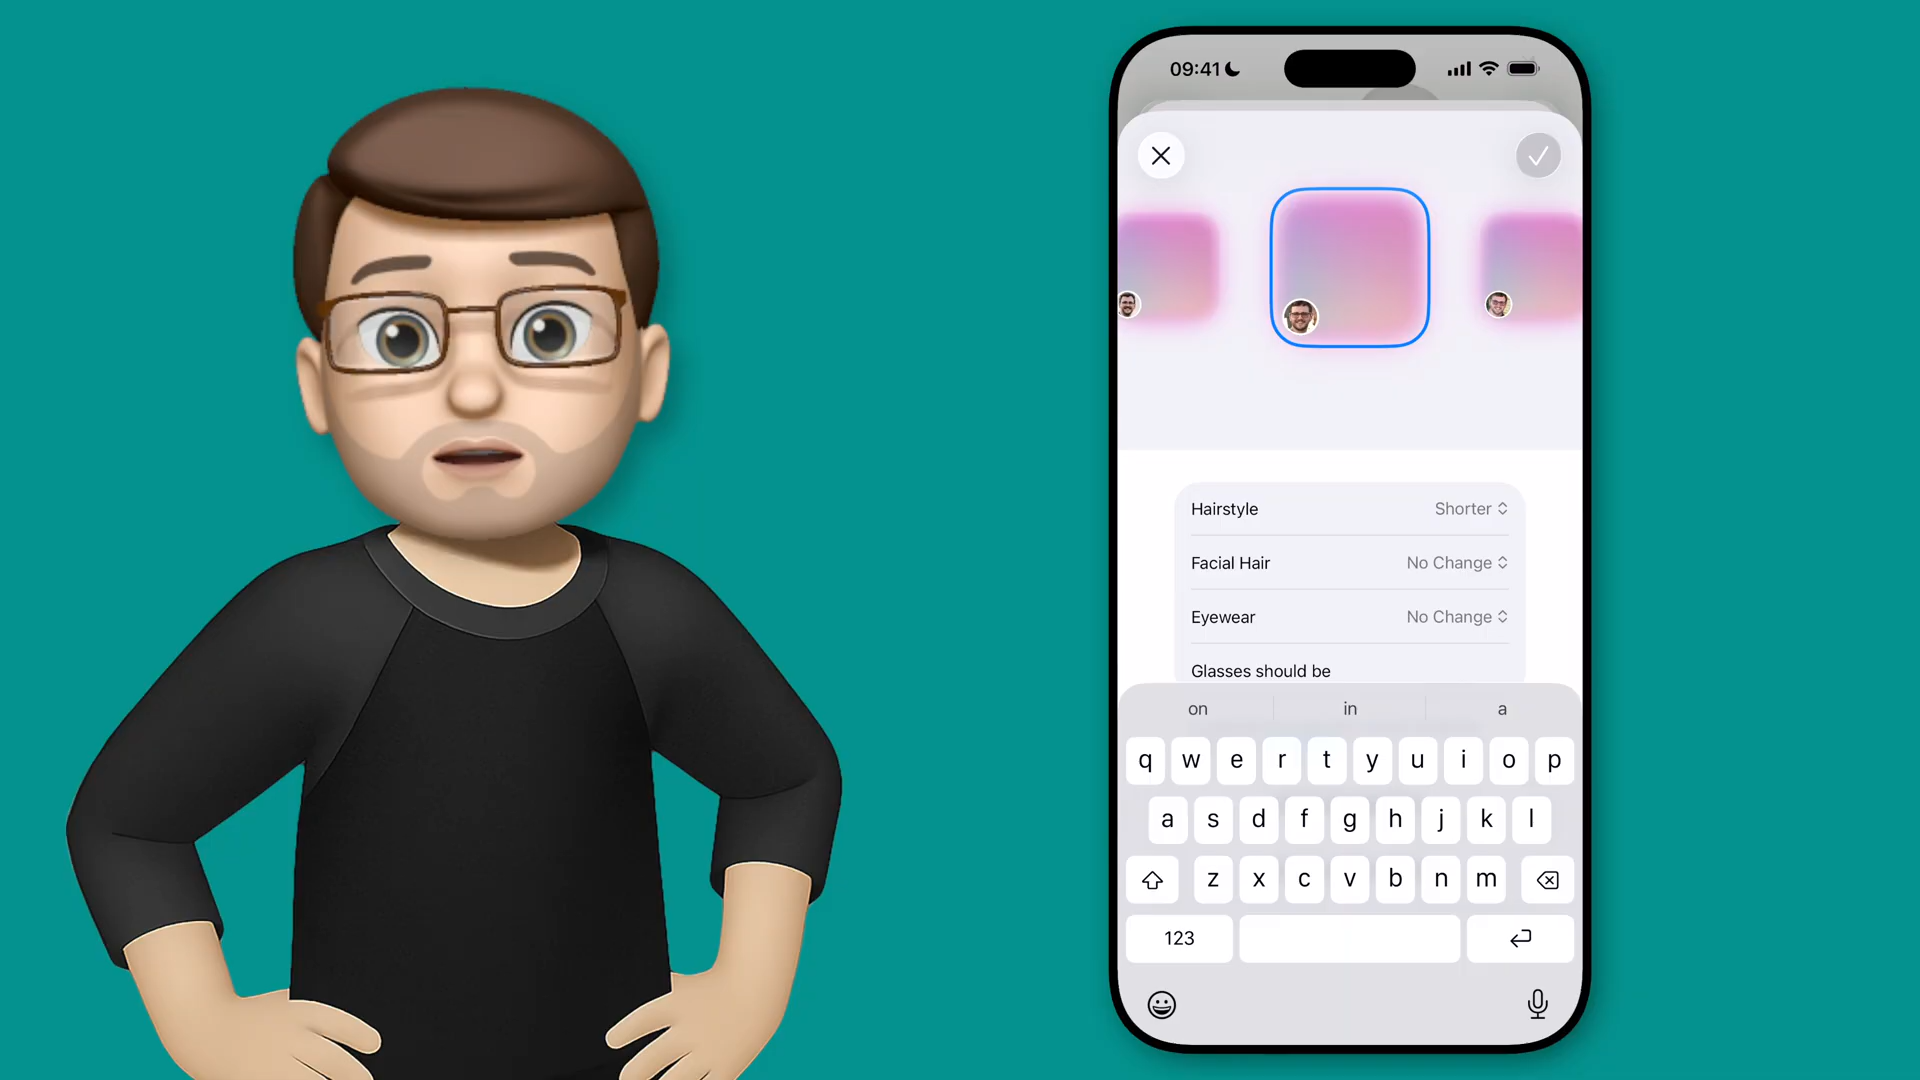 09:41
Hairstyle Shorter
Facial Hair No Change
Eyewear No Change
Glasses should be
on in a
q w e r t y u i o p
a s d f g h j k l
z x c v b n m
123